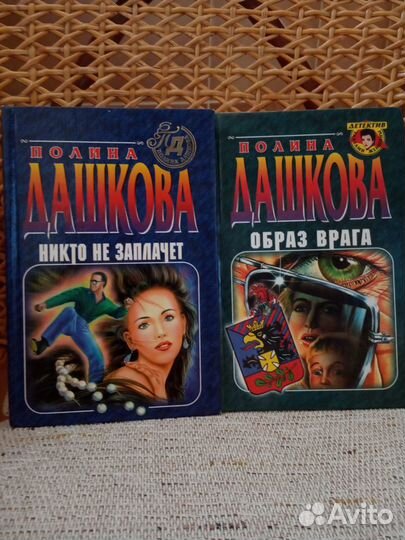 ПОЛИНА
ДАШКОВА
НИКТО НЕ ЗАПЛАЧЕТ
ДЕТЕКТИВ
ПОЛИНА
ДАШКОВА
ОБРАЗ ВРАГА
Avito